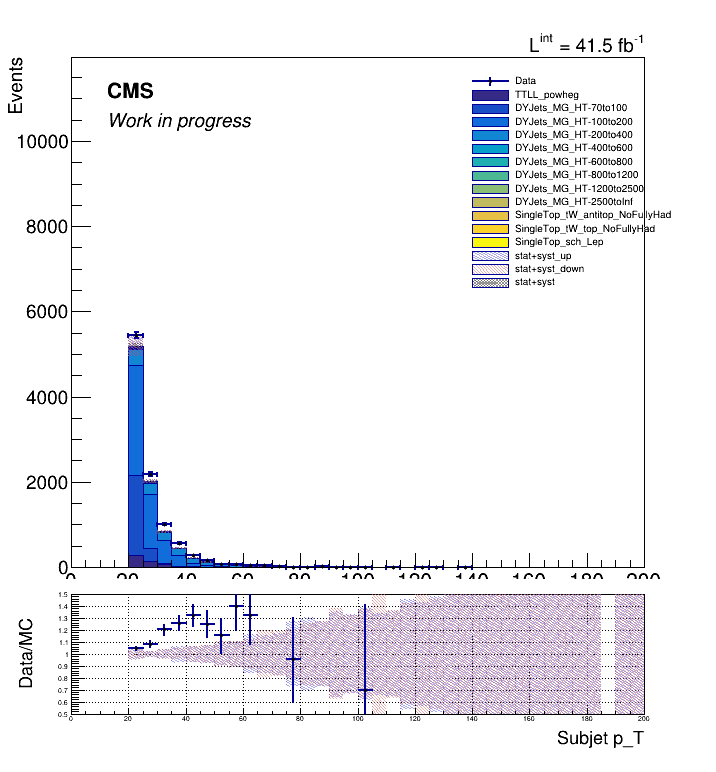 L^int = 41.5 fb^-1
Events
CMS
Work in progress
Data
TTLL_powheg
DYJets_MG_HT-70to100
DYJets_MG_HT-100to200
DYJets_MG_HT-200to400
DYJets_MG_HT-400to600
DYJets_MG_HT-600to800
DYJets_MG_HT-800to1200
DYJets_MG_HT-1200to2500
DYJets_MG_HT-2500toInf
SingleTop_tW_antitop_NoFullyHad
SingleTop_tW_top_NoFullyHad
SingleTop_sch_Lep
stat+syst_up
stat+syst_down
stat+syst
10000
8000
6000
4000
2000
0
0 20 40 60 80 100 120 140 160 180 200
Data/MC
1.5
1.4
1.3
1.2
1.1
1
0.9
0.8
0.7
0.6
0.5
0 20 40 60 80 100 120 140 160 180 200
Subjet p_T